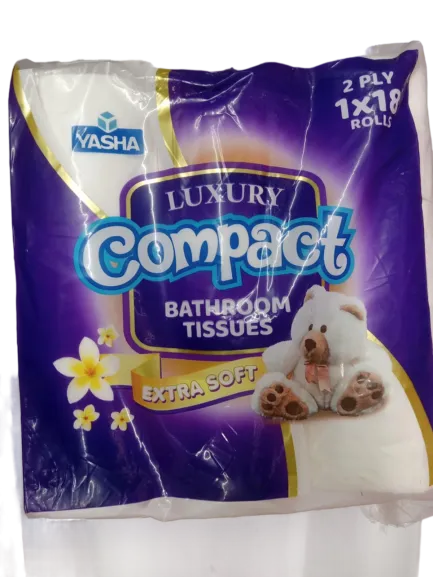 2 PLY
1x18
ROLLS
YASHA
LUXURY
Compact
BATHROOM
TISSUES
EXTRA SOFT